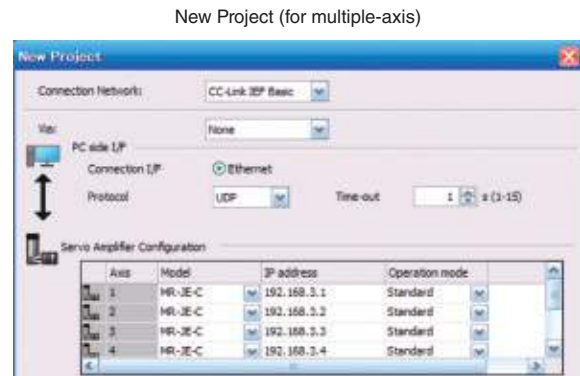 New Project (for multiple-axis)
New Project
Connection Network: CC-Link IEF Basic
Via: None
PC side I/F
Connection I/F Ethernet
Protocol UDP Time-out 1 s (1-15)
Servo Amplifier Configuration
Axis Model IP address Operation mode
1 MR-JE-C 192.168.3.1 Standard
2 MR-JE-C 192.168.3.2 Standard
3 MR-JE-C 192.168.3.3 Standard
4 MR-JE-C 192.168.3.4 Standard